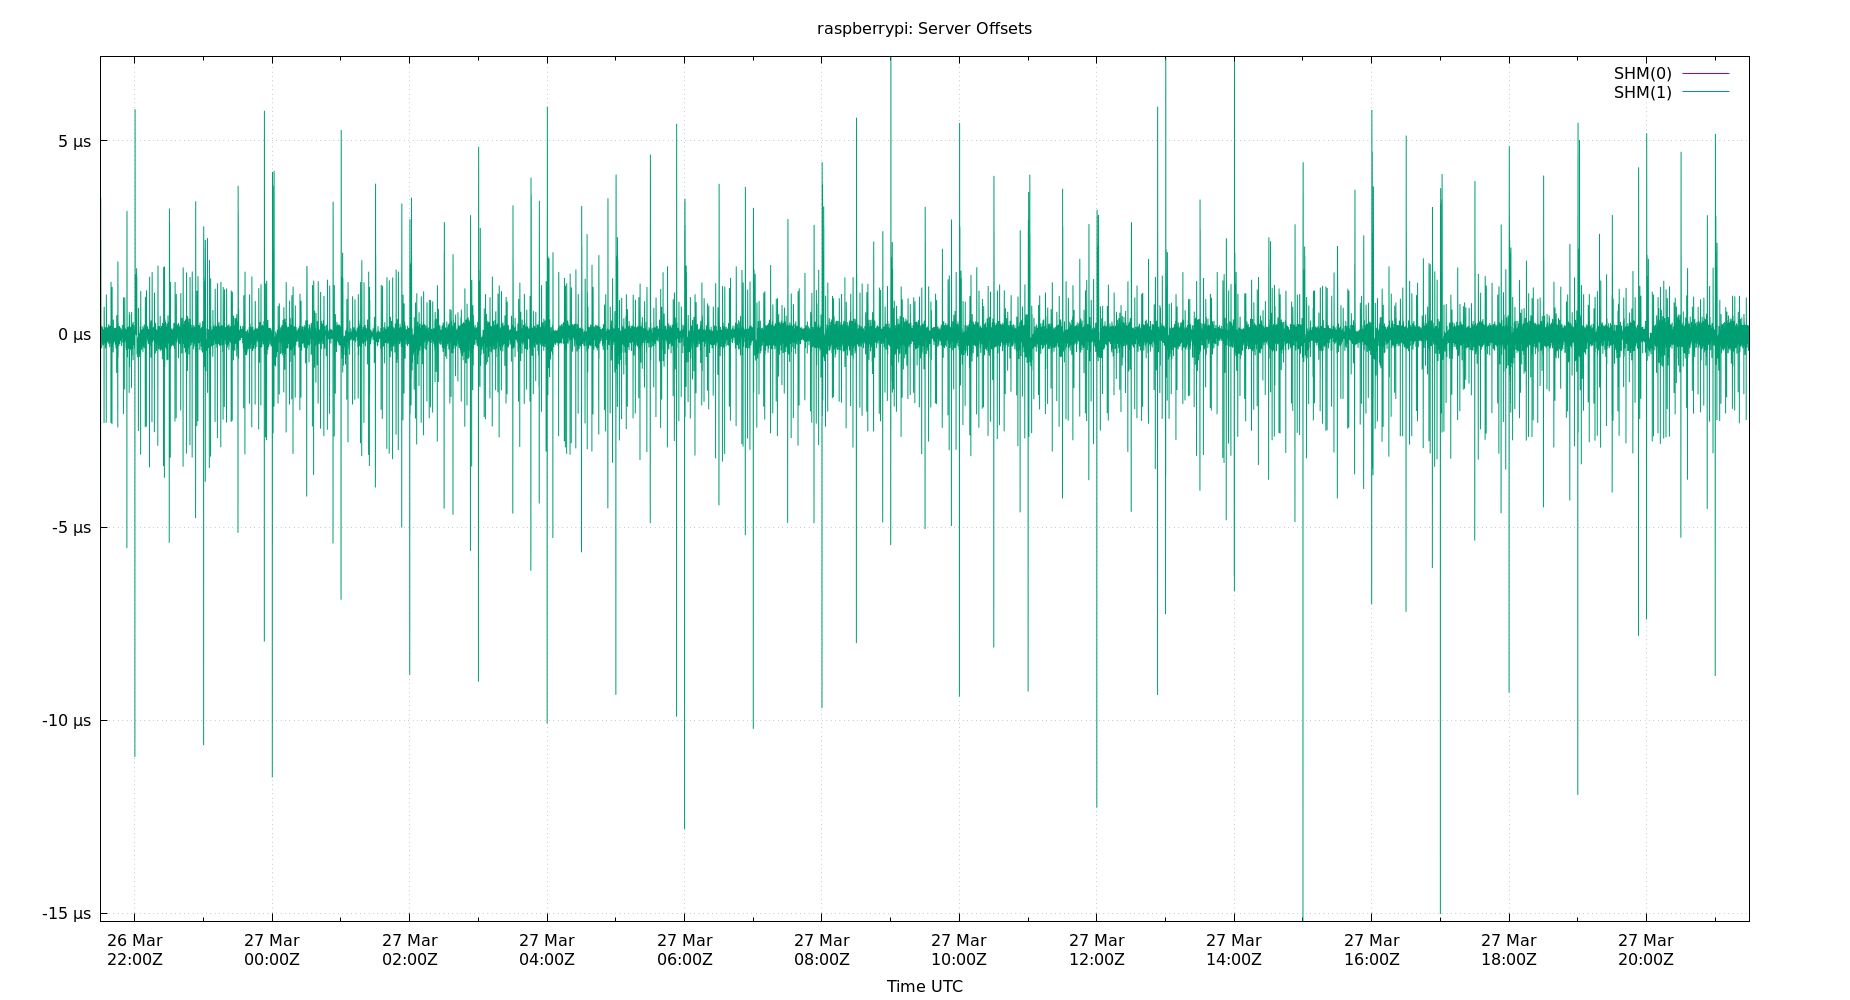 raspberrypi: Server Offsets
SHM(0)
SHM(1)
5 µs
0 µs
-5 µs
-10 µs
-15 µs
26 Mar 27 Mar 27 Mar 27 Mar 27 Mar 27 Mar 27 Mar 27 Mar 27 Mar 27 Mar 27 Mar 27 Mar
22:00Z 00:00Z 02:00Z 04:00Z 06:00Z 08:00Z 10:00Z 12:00Z 14:00Z 16:00Z 18:00Z 20:00Z
Time UTC